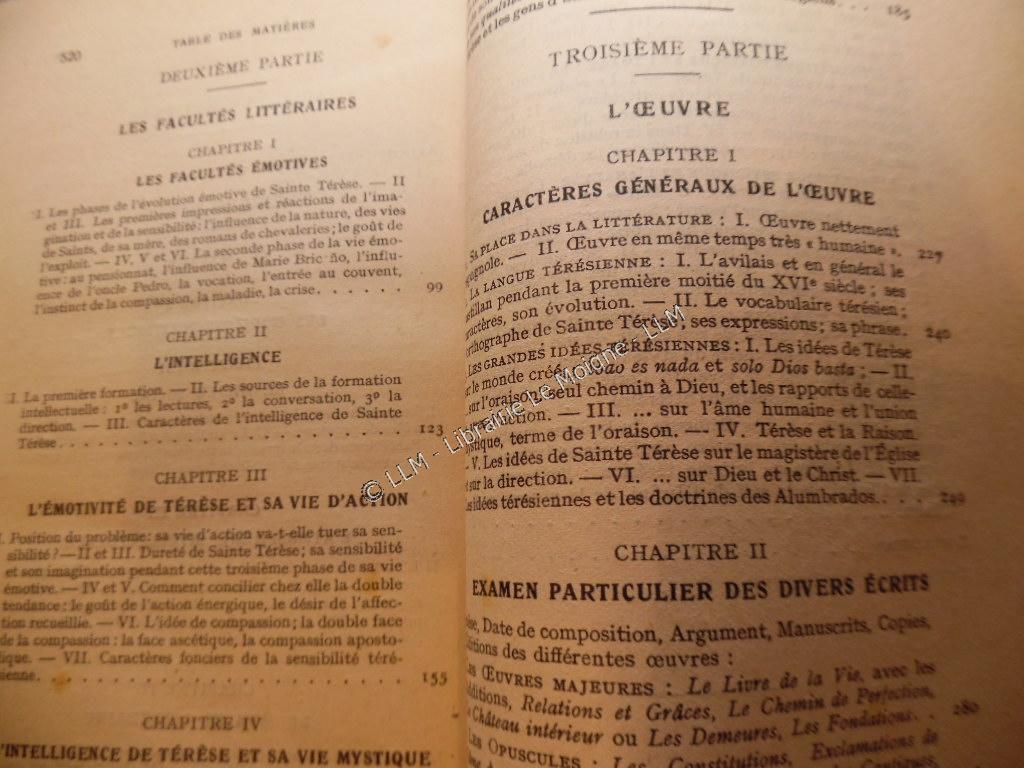 520
TABLE DES MATIÈRES
DEUXIÈME PARTIE
LES FACULTÉS LITTÉRAIRES
CHAPITRE I
LES FACULTÉS ÉMOTIVES
I. Les phases de l'évolution émotive de Sainte Térèse. — II
et III. Les premières impressions et réactions de l'ima-
gination et de la sensibilité : l'influence de la nature, des vies
de Saints, de sa mère, des romans de chevaleries ; le goût de
l'exploit. — IV, V et VI. La seconde phase de la vie émo-
tive : au pensionnat, l'influence de Marie Bric ño, l'influ-
ence de l'oncle Pedro, la vocation, l'entrée au couvent,
l'instinct de la compassion, la maladie, la crise. . . . . . 99
CHAPITRE II
L'INTELLIGENCE
I. La première formation. — II. Les sources de la formation
intellectuelle : 1º les lectures, 2º la conversation, 3º la
direction. — III. Caractères de l'intelligence de Sainte
Térèse. . . . . . . . . . . . . . . . . . . . 123
CHAPITRE III
L'ÉMOTIVITÉ DE TÉRÈSE ET SA VIE D'ACTION
I. Position du problème : sa vie d'action va-t-elle tuer sa sen-
sibilité ? — II et III. Dureté de Sainte Térèse ; sa sensibilité
et son imagination pendant cette troisième phase de sa vie
émotive. — IV et V. Comment concilier chez elle la double
tendance : le goût de l'action énergique, le désir de l'affec-
tion recueillie. — VI. L'idée de compassion ; la double face
de la compassion : la face ascétique, la compassion aposto-
lique. — VII. Caractères fonciers de la sensibilité téré-
sienne. . . . . . . . . . . . . . . . . . . . 155
CHAPITRE IV
L'INTELLIGENCE DE TÉRÈSE ET SA VIE MYSTIQUE
et les gens d' . . . 185
TROISIÈME PARTIE
L'ŒUVRE
CHAPITRE I
CARACTÈRES GÉNÉRAUX DE L'ŒUVRE
SA PLACE DANS LA LITTÉRATURE : I. Œuvre nettement
agnole. — II. Œuvre en même temps très « humaine ». 227
LA LANGUE TÉRÉSIENNE : I. L'avilais et en général le
stillan pendant la première moitié du XVIe siècle ; ses
ractères, son évolution. — II. Le vocabulaire térésien ;
orthographe de Sainte Térèse ; ses expressions ; sa phrase. 240
LES GRANDES IDÉES TÉRÉSIENNES : I. Les idées de Térèse
ur le monde créé : todo es nada et solo Dios basta ; — II.
sur l'oraison, seul chemin à Dieu, et les rapports de celle-
l'action. — III. ... sur l'âme humaine et l'union
stique, terme de l'oraison. — IV. Térèse et la Raison
V. Les idées de Sainte Térèse sur le magistère de l'Église
t sur la direction. — VI. ... sur Dieu et le Christ. — VII.
es idées térésiennes et les doctrines des Alumbrados. . . . 249
CHAPITRE II
EXAMEN PARTICULIER DES DIVERS ÉCRITS
Date de composition, Argument, Manuscrits, Copies,
itions des différentes œuvres :
ES ŒUVRES MAJEURES : Le Livre de la Vie, avec les
dditions, Relations et Grâces, Le Chemin de Perfection,
e Château intérieur ou Les Demeures, Les Fondations. . 280
LES OPUSCULES : Les Constitutions, Exclamations de
© LLM - Librairie Le Moigne - LLM